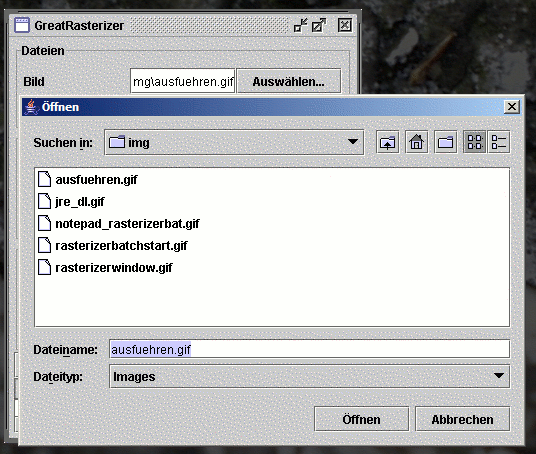 GreatRasterizer
Dateien
Bild mg\ausfuehren.gif Auswählen...
Öffnen
Suchen in: img
ausfuehren.gif
jre_dl.gif
notepad_rasterizerbat.gif
rasterizerbatchstart.gif
rasterizerwindow.gif
Dateiname: ausfuehren.gif
Dateityp: Images
Öffnen Abbrechen